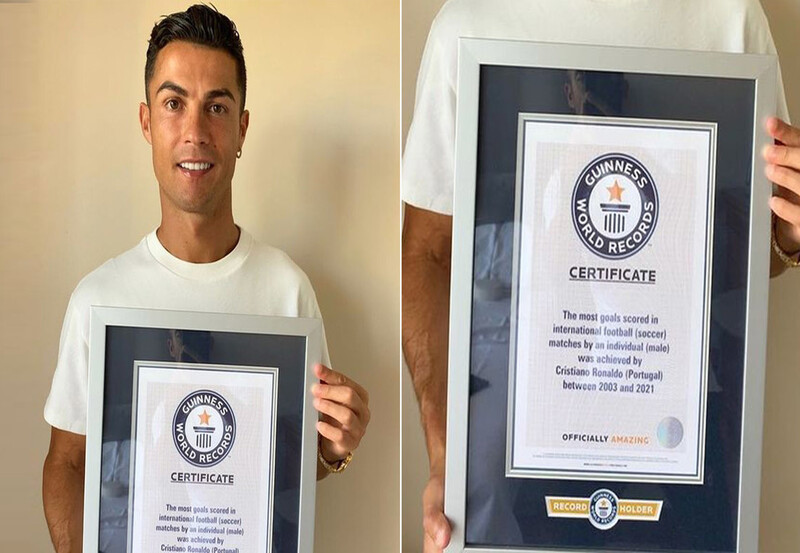 GUINNESS
WORLD RECORDS
CERTIFICATE
The most goals scored in
international football (soccer)
matches by an individual (male)
was achieved by
Cristiano Ronaldo (Portugal)
GUINNESS
WORLD RECORDS
™
CERTIFICATE
The most goals scored in
international football (soccer)
matches by an individual (male)
was achieved by
Cristiano Ronaldo (Portugal)
between 2003 and 2021
OFFICIALLY AMAZING
RECORD HOLDER